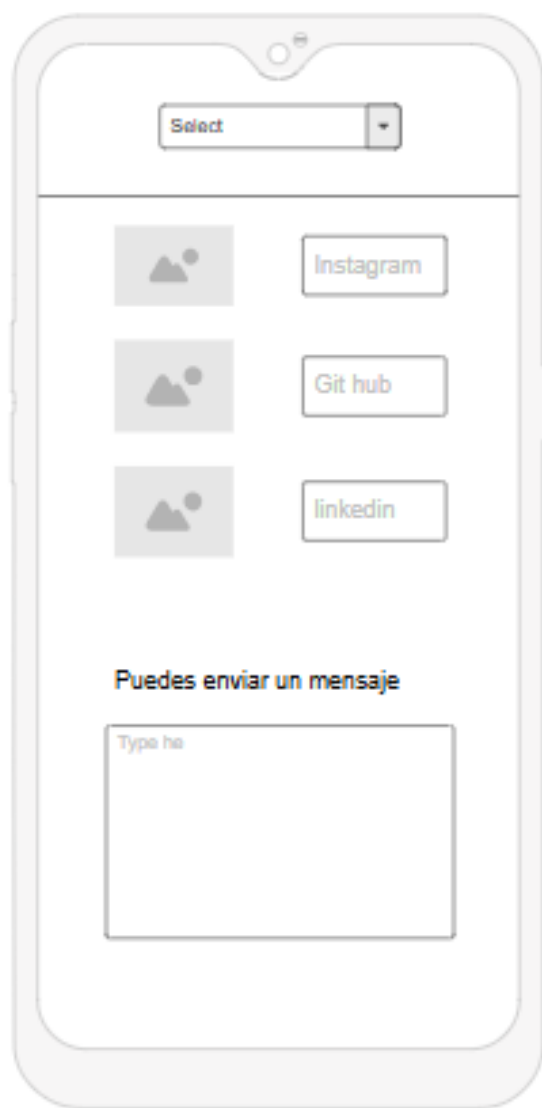 Select
Instagram
Git hub
linkedin
Puedes enviar un mensaje
Type he